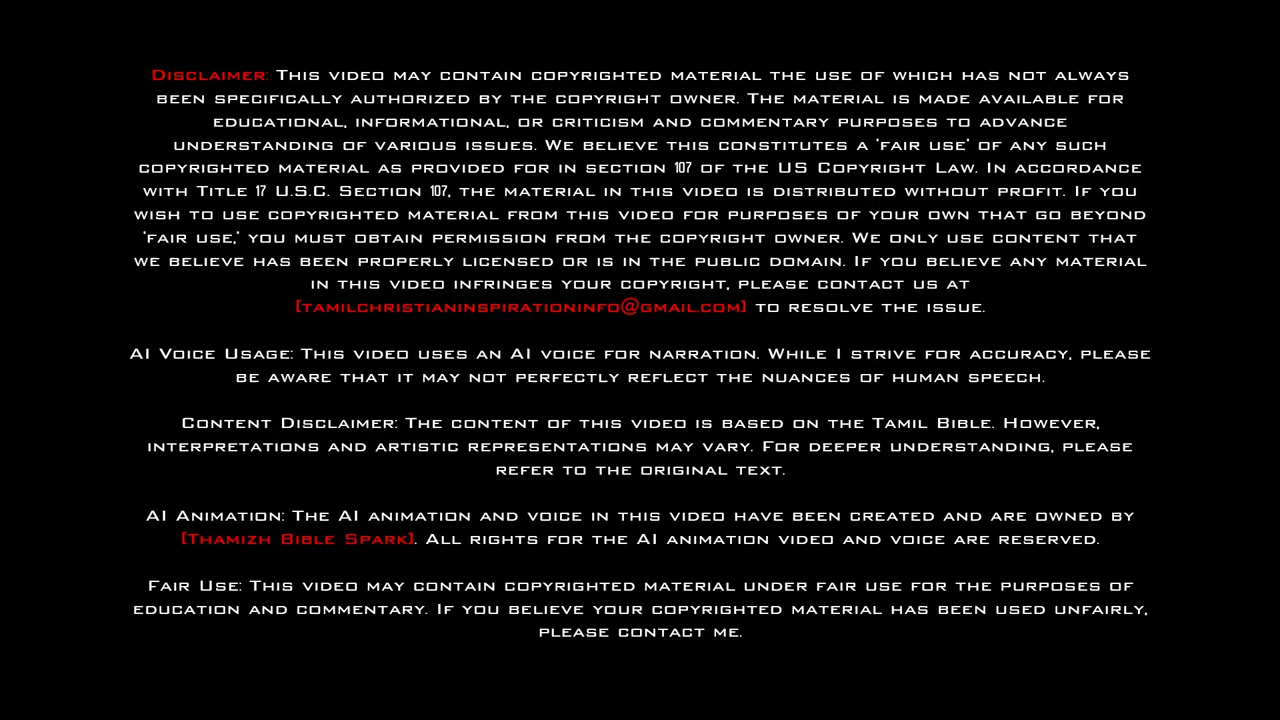 Disclaimer: This video may contain copyrighted material the use of which has not always
been specifically authorized by the copyright owner. The material is made available for
educational, informational, or criticism and commentary purposes to advance
understanding of various issues. We believe this constitutes a 'fair use' of any such
copyrighted material as provided for in section 107 of the US Copyright Law. In accordance
with Title 17 U.S.C. Section 107, the material in this video is distributed without profit. If you
wish to use copyrighted material from this video for purposes of your own that go beyond
'fair use,' you must obtain permission from the copyright owner. We only use content that
we believe has been properly licensed or is in the public domain. If you believe any material
in this video infringes your copyright, please contact us at
[tamilchristianinspirationinfo@gmail.com] to resolve the issue.
AI Voice Usage: This video uses an AI voice for narration. While I strive for accuracy, please
be aware that it may not perfectly reflect the nuances of human speech.
Content Disclaimer: The content of this video is based on the Tamil Bible. However,
interpretations and artistic representations may vary. For deeper understanding, please
refer to the original text.
AI Animation: The AI animation and voice in this video have been created and are owned by
[Thamizh Bible Spark]. All rights for the AI animation video and voice are reserved.
Fair Use: This video may contain copyrighted material under fair use for the purposes of
education and commentary. If you believe your copyrighted material has been used unfairly,
please contact me.